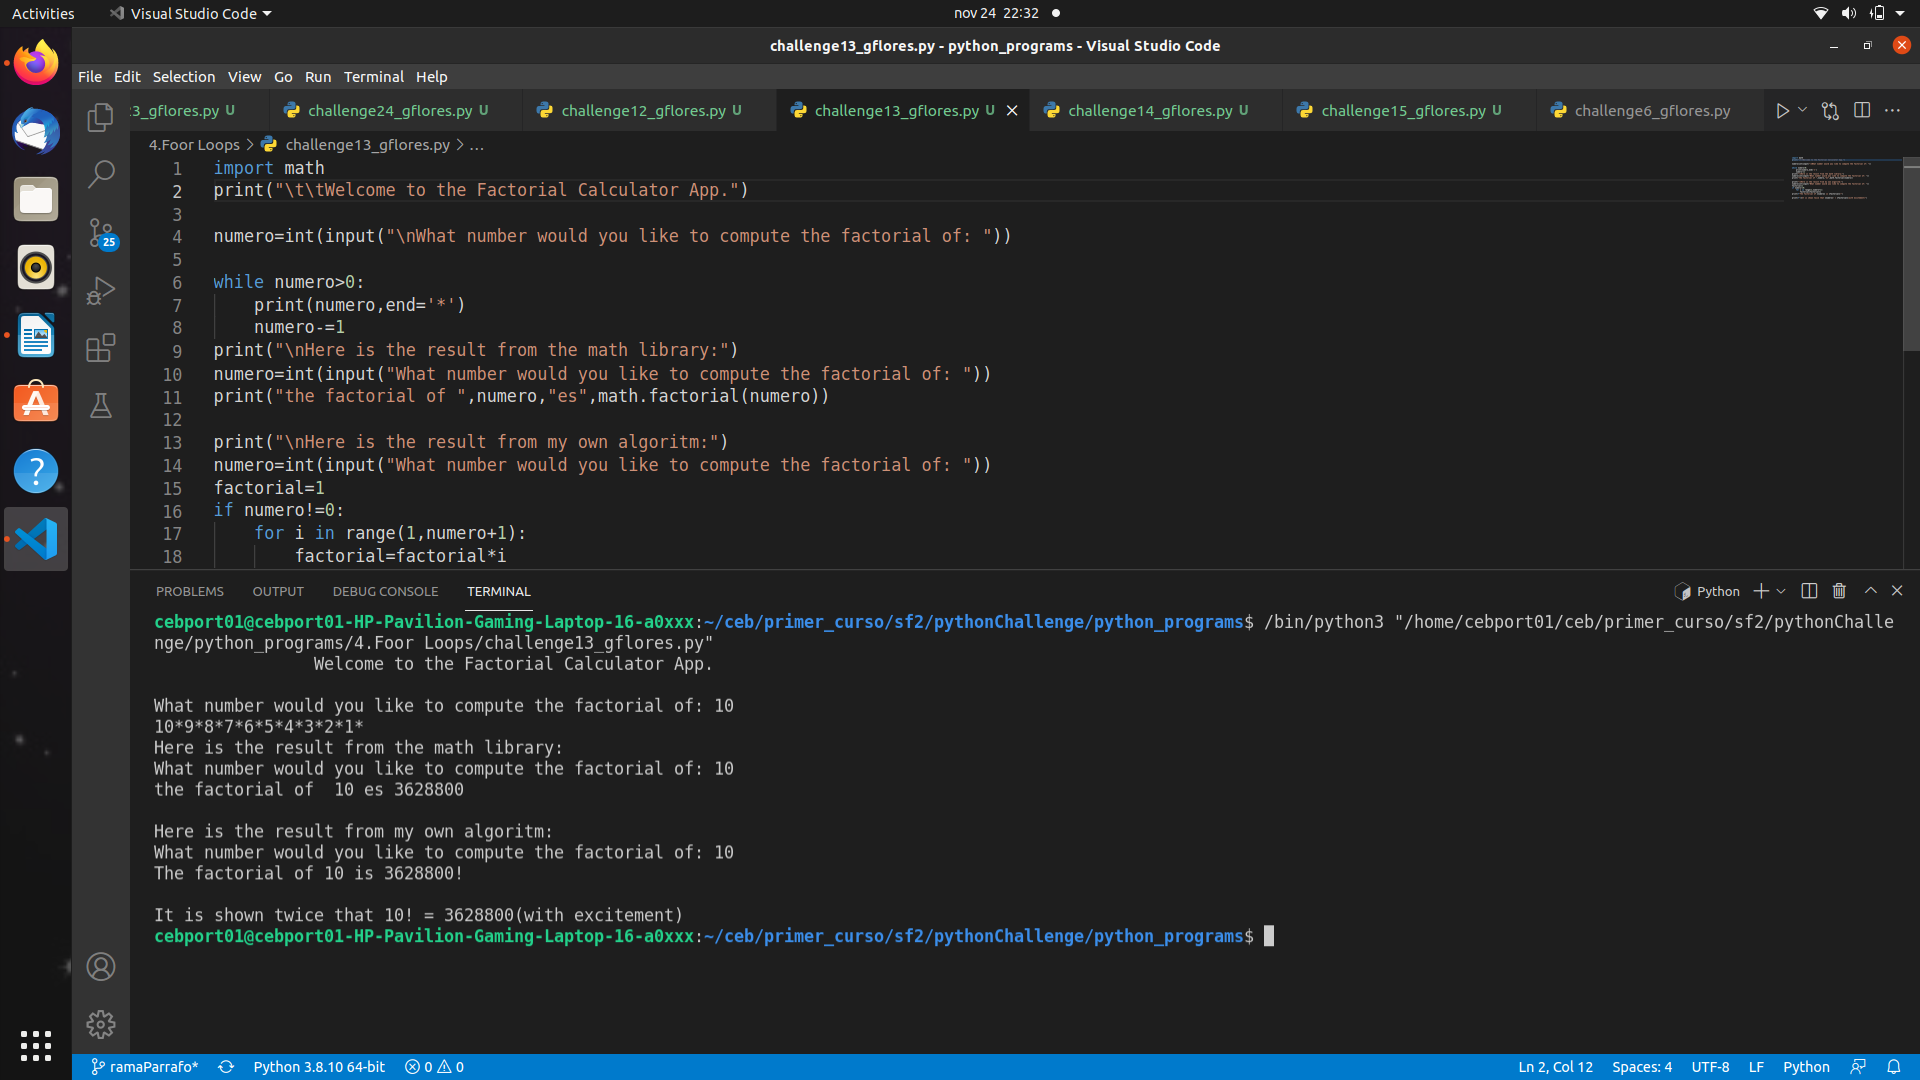 Activities
Visual Studio Code
nov 24 22:32
challenge13_gflores.py - python_programs - Visual Studio Code
File Edit Selection View Go Run Terminal Help
3_gflores.py U
challenge24_gflores.py U
challenge12_gflores.py U
challenge13_gflores.py U
challenge14_gflores.py U
challenge15_gflores.py U
challenge6_gflores.py
4.Foor Loops > challenge13_gflores.py > ...
1 import math
2 print("\t\tWelcome to the Factorial Calculator App.")
3
4 numero=int(input("\nWhat number would you like to compute the factorial of: "))
5
6 while numero>0:
7     print(numero,end='*')
8     numero-=1
9 print("\nHere is the result from the math library:")
10 numero=int(input("What number would you like to compute the factorial of: "))
11 print("the factorial of ",numero,"es",math.factorial(numero))
12
13 print("\nHere is the result from my own algoritm:")
14 numero=int(input("What number would you like to compute the factorial of: "))
15 factorial=1
16 if numero!=0:
17     for i in range(1,numero+1):
18         factorial=factorial*i
25
PROBLEMS OUTPUT DEBUG CONSOLE TERMINAL
Python
cebport01@cebport01-HP-Pavilion-Gaming-Laptop-16-a0xxx:~/ceb/primer_curso/sf2/pythonChallenge/python_programs$ /bin/python3 "/home/cebport01/ceb/primer_curso/sf2/pythonChalle
nge/python_programs/4.Foor Loops/challenge13_gflores.py"
Welcome to the Factorial Calculator App.
What number would you like to compute the factorial of: 10
10*9*8*7*6*5*4*3*2*1*
Here is the result from the math library:
What number would you like to compute the factorial of: 10
the factorial of  10 es 3628800
Here is the result from my own algoritm:
What number would you like to compute the factorial of: 10
The factorial of 10 is 3628800!
It is shown twice that 10! = 3628800(with excitement)
cebport01@cebport01-HP-Pavilion-Gaming-Laptop-16-a0xxx:~/ceb/primer_curso/sf2/pythonChallenge/python_programs$
ramaParrafo* Python 3.8.10 64-bit 0 0 Ln 2, Col 12 Spaces: 4 UTF-8 LF Python